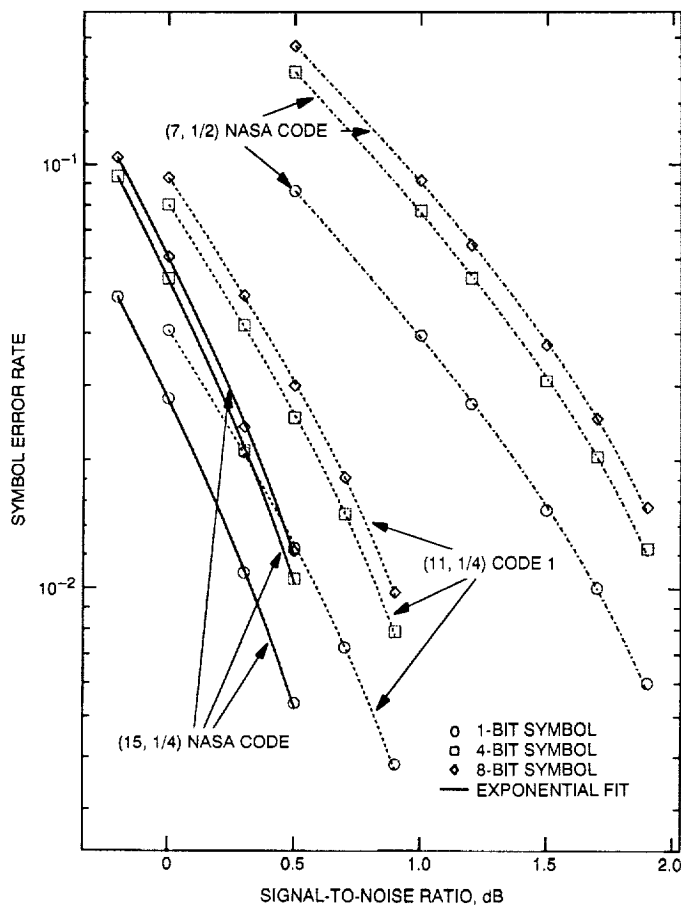 (7, 1/2) NASA CODE
10⁻¹
SYMBOL ERROR RATE
(11, 1/4) CODE 1
10⁻²
(15, 1/4) NASA CODE
1-BIT SYMBOL
4-BIT SYMBOL
8-BIT SYMBOL
EXPONENTIAL FIT
0 0.5 1.0 1.5 2.0
SIGNAL-TO-NOISE RATIO, dB